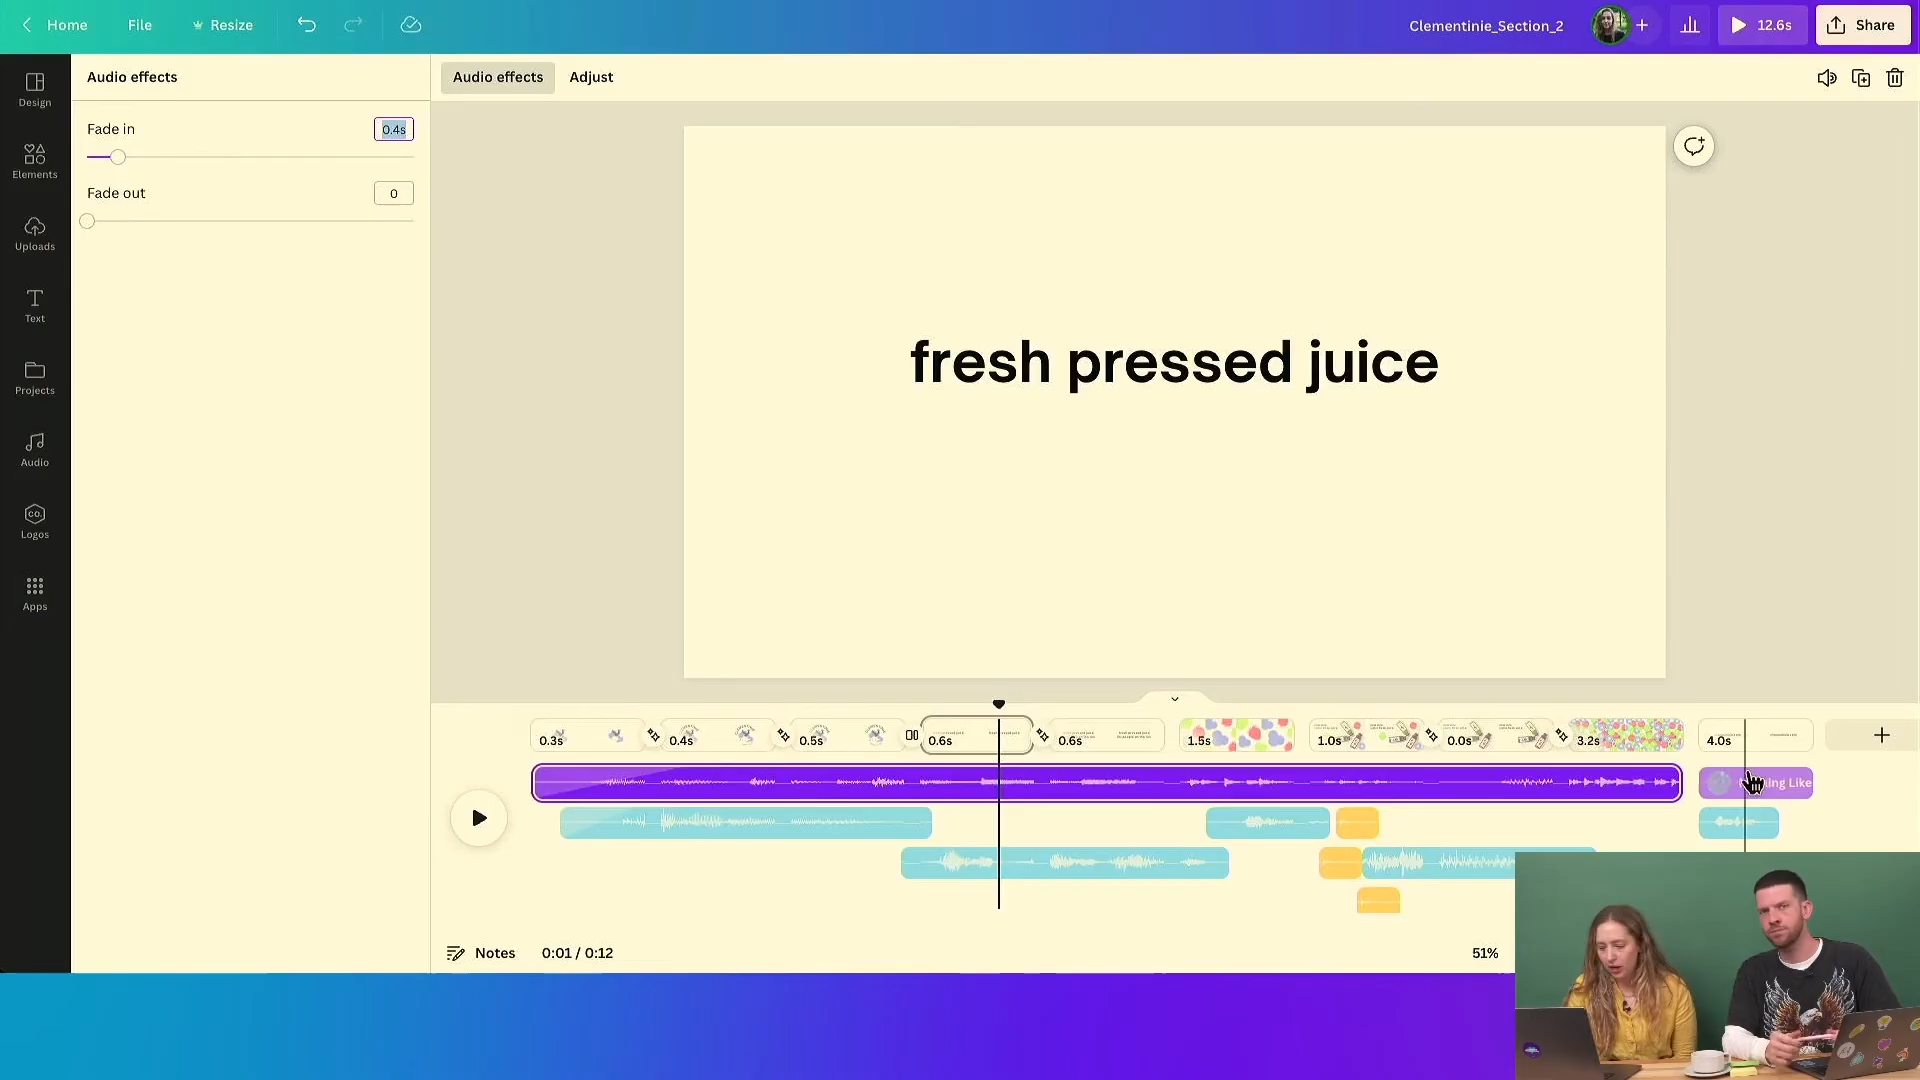 Home
File
Resize
Clementinie_Section_2
12.6s
Share
Design
Elements
Uploads
Text
Projects
Audio
CO.
Logos
Apps
Audio effects
Fade in
0.4s
Fade out
0
Audio effects
Adjust
fresh pressed juice
0.3s
0.4s
0.5s
0.6s
0.6s
1.5s
1.0s
0.0s
3.2s
4.0s
Like
Notes
0:01 / 0:12
51%